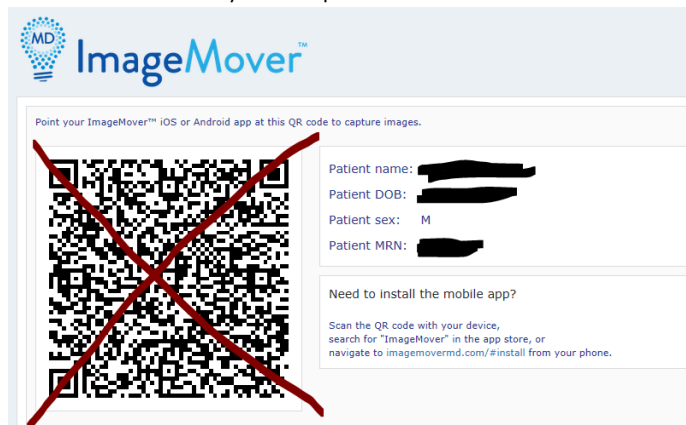 MD
ImageMover™
Point your ImageMover™ iOS or Android app at this QR code to capture images.
Patient name:
Patient DOB:
Patient sex: M
Patient MRN:
Need to install the mobile app?
Scan the QR code with your device,
search for "ImageMover" in the app store, or
navigate to imagemovermd.com/#install from your phone.